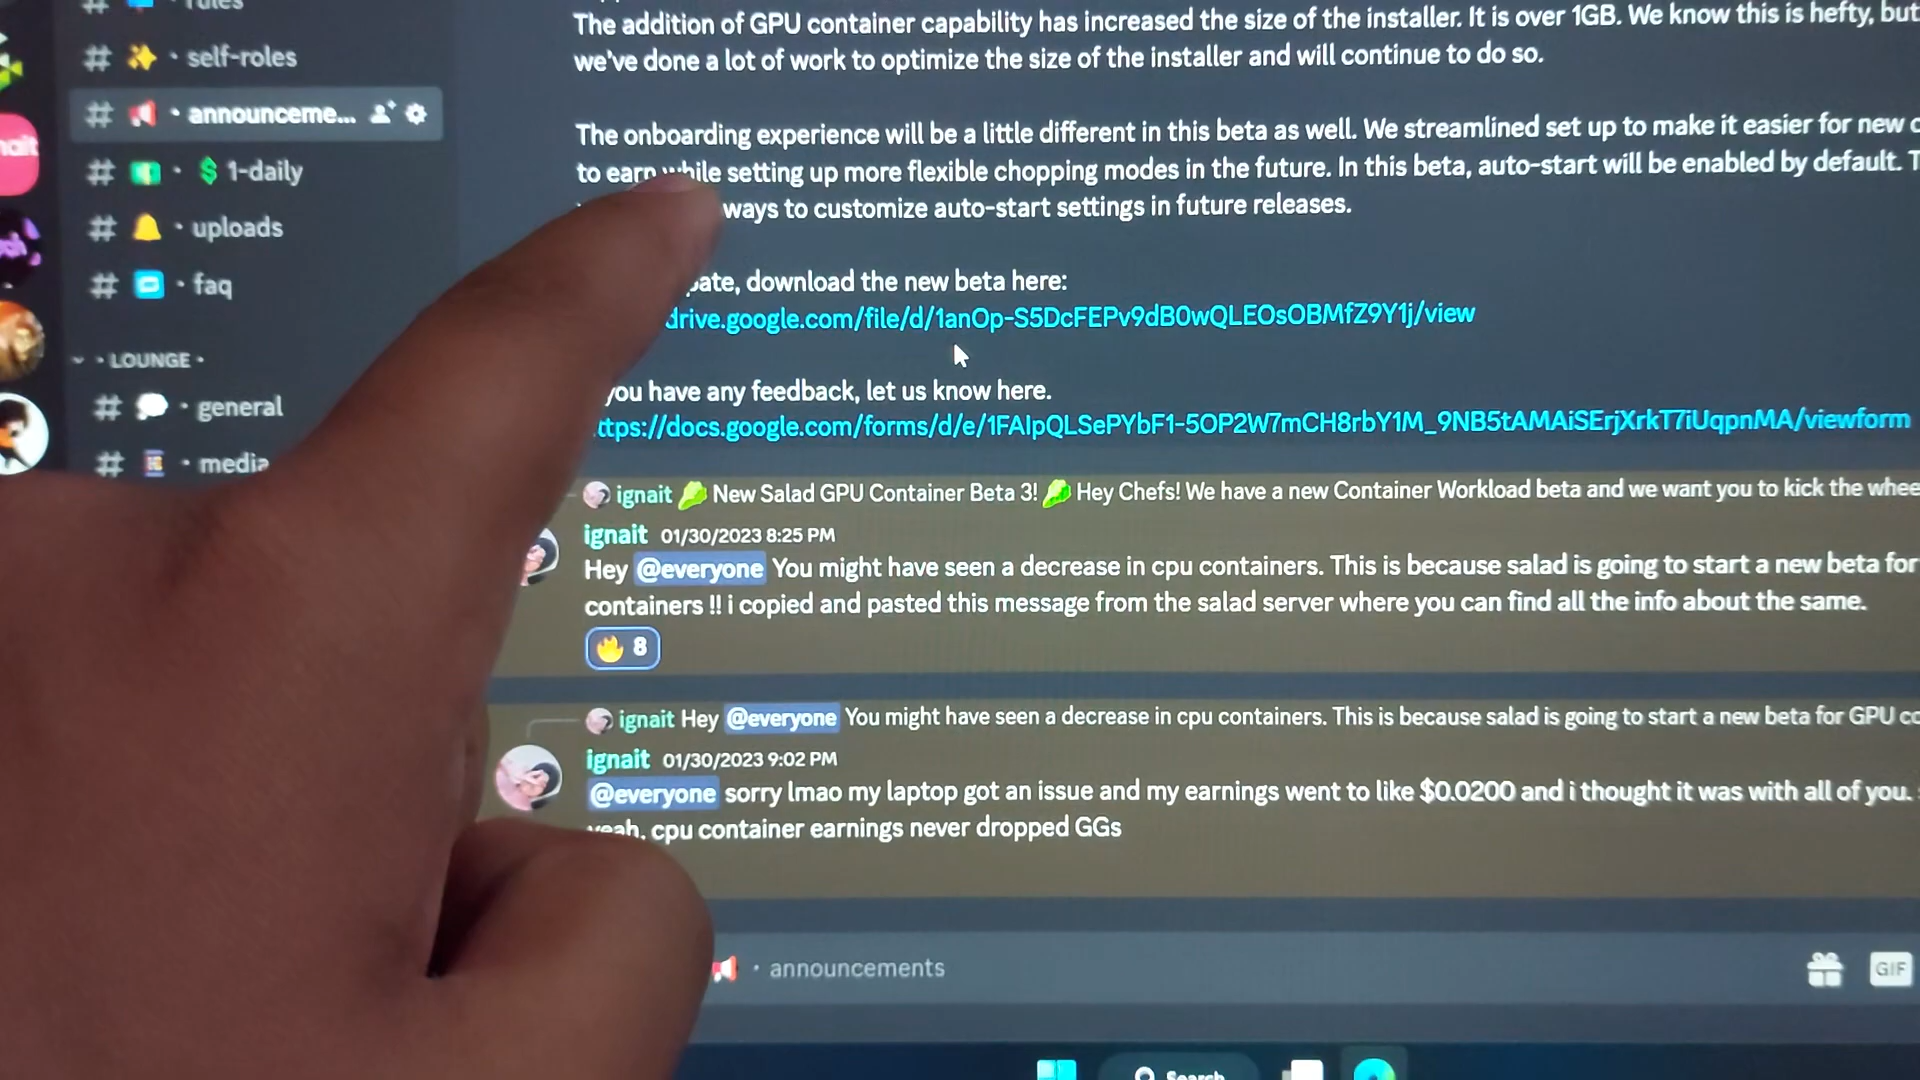 rules
self-roles
announceme...
$ 1-daily
uploads
faq
LOUNGE
general
media
The addition of GPU container capability has increased the size of the installer. It is over 1GB. We know this is hefty, but
we've done a lot of work to optimize the size of the installer and will continue to do so.
The onboarding experience will be a little different in this beta as well. We streamlined set up to make it easier for new
to earn while setting up more flexible chopping modes in the future. In this beta, auto-start will be enabled by default.
ways to customize auto-start settings in future releases.
download the new beta here:
drive.google.com/file/d/1anOp-S5DcFEPv9dB0wQLEOsOBMfZ9Y1j/view
you have any feedback, let us know here.
ttps://docs.google.com/forms/d/e/1FAIpQLSePYbF1-5OP2W7mCH8rbY1M_9NB5tAMAiSErjXrkT7iUqpnMA/viewform
ignait New Salad GPU Container Beta 3! Hey Chefs! We have a new Container Workload beta and we want you to kick the
ignait 01/30/2023 8:25 PM
Hey @everyone You might have seen a decrease in cpu containers. This is because salad is going to start a new beta for
containers !! i copied and pasted this message from the salad server where you can find all the info about the same.
8
ignait Hey @everyone You might have seen a decrease in cpu containers. This is because salad is going to start a new beta for GPU
ignait 01/30/2023 9:02 PM
@everyone sorry lmao my laptop got an issue and my earnings went to like $0.0200 and i thought it was with all of you.
yeah, cpu container earnings never dropped GGs
announcements
GIF
Search